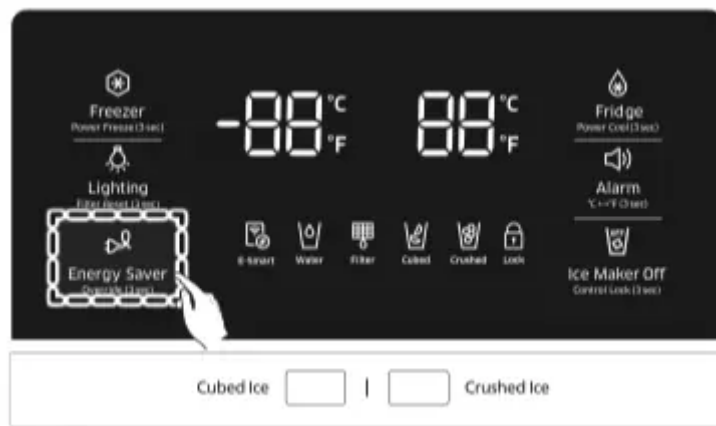 Freezer
Power Freeze (3 sec)
Lighting
Filter Reset (3 sec)
Energy Saver
Override (3 sec)
-88 °C °F
88 °C °F
E-Smart Water Filter Cubed Crushed Lock
Fridge
Power Cool (3 sec)
Alarm
°C↔°F (3 sec)
Ice Maker Off
Control Lock (3 sec)
Cubed Ice | Crushed Ice